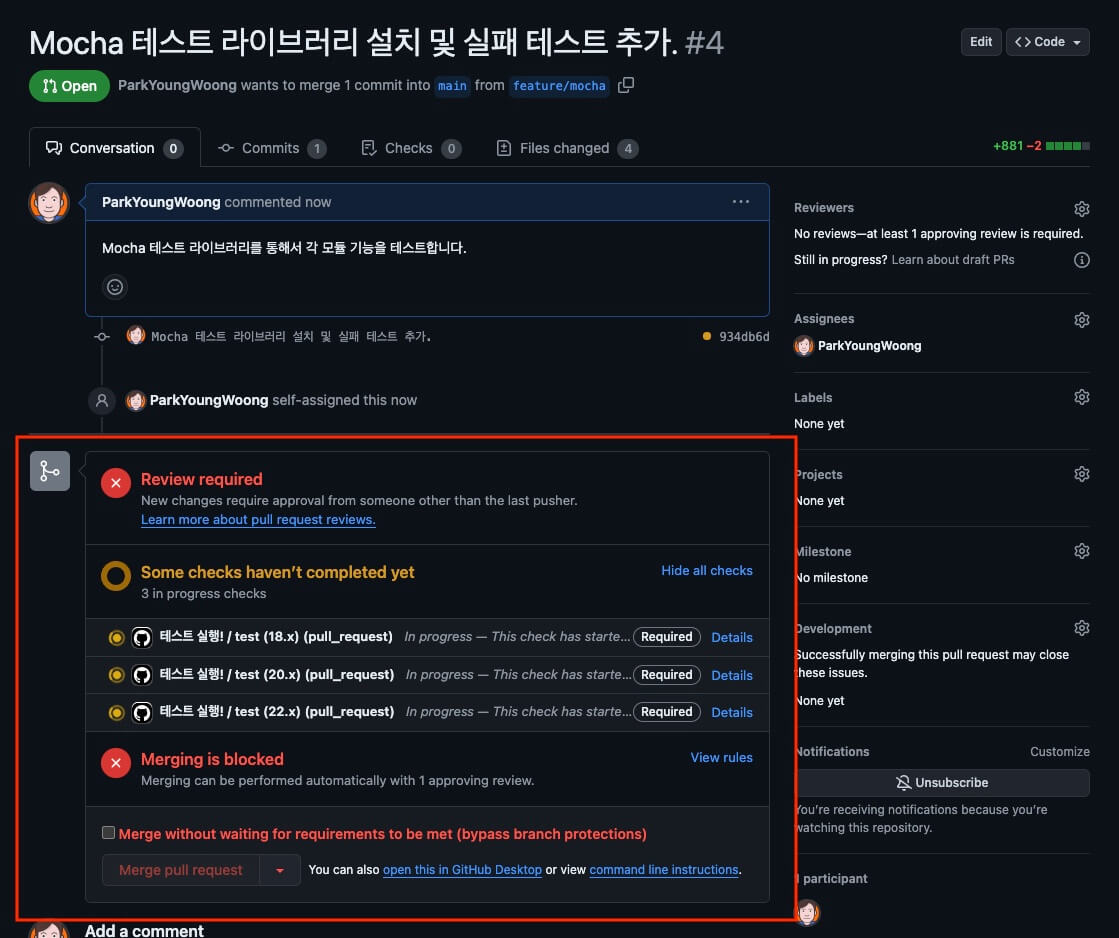 Mocha 테스트 라이브러리 설치 및 실패 테스트 추가. #4
Edit
Code
Open
ParkYoungWoong wants to merge 1 commit into main from feature/mocha
Conversation 0
Commits 1
Checks 0
Files changed 4
+881 −2
ParkYoungWoong commented now
Mocha 테스트 라이브러리를 통해서 각 모듈 기능을 테스트합니다.
Mocha 테스트 라이브러리 설치 및 실패 테스트 추가.
934db6d
ParkYoungWoong self-assigned this now
Review required
New changes require approval from someone other than the last pusher.
Learn more about pull request reviews.
Some checks haven’t completed yet
Hide all checks
3 in progress checks
테스트 실행! / test (18.x) (pull_request) In progress — This check has starte... Required Details
테스트 실행! / test (20.x) (pull_request) In progress — This check has starte... Required Details
테스트 실행! / test (22.x) (pull_request) In progress — This check has starte... Required Details
Merging is blocked
View rules
Merging can be performed automatically with 1 approving review.
Merge without waiting for requirements to be met (bypass branch protections)
Merge pull request
You can also open this in GitHub Desktop or view command line instructions.
Add a comment
Reviewers
No reviews—at least 1 approving review is required.
Still in progress? Learn about draft PRs
Assignees
ParkYoungWoong
Labels
None yet
Projects
None yet
Milestone
No milestone
Development
Successfully merging this pull request may close
these issues.
None yet
Notifications
Customize
Unsubscribe
You’re receiving notifications because you’re
watching this repository.
1 participant